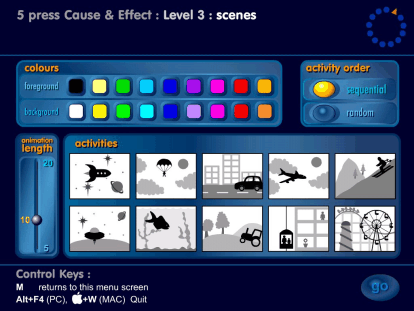 5 press Cause & Effect : Level 3 : scenes
colours
foreground
background
activity order
sequential
random
animation
length
20
10
5
activities
Control Keys :
M returns to this menu screen
Alt+F4 (PC), +W (MAC) Quit
go